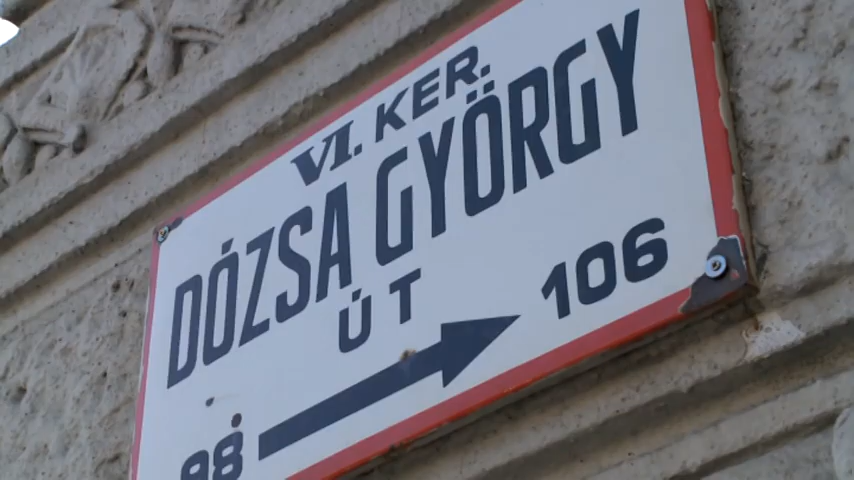 VI. KER.
DÓZSA GYÖRGY
ÚT
98 → 106